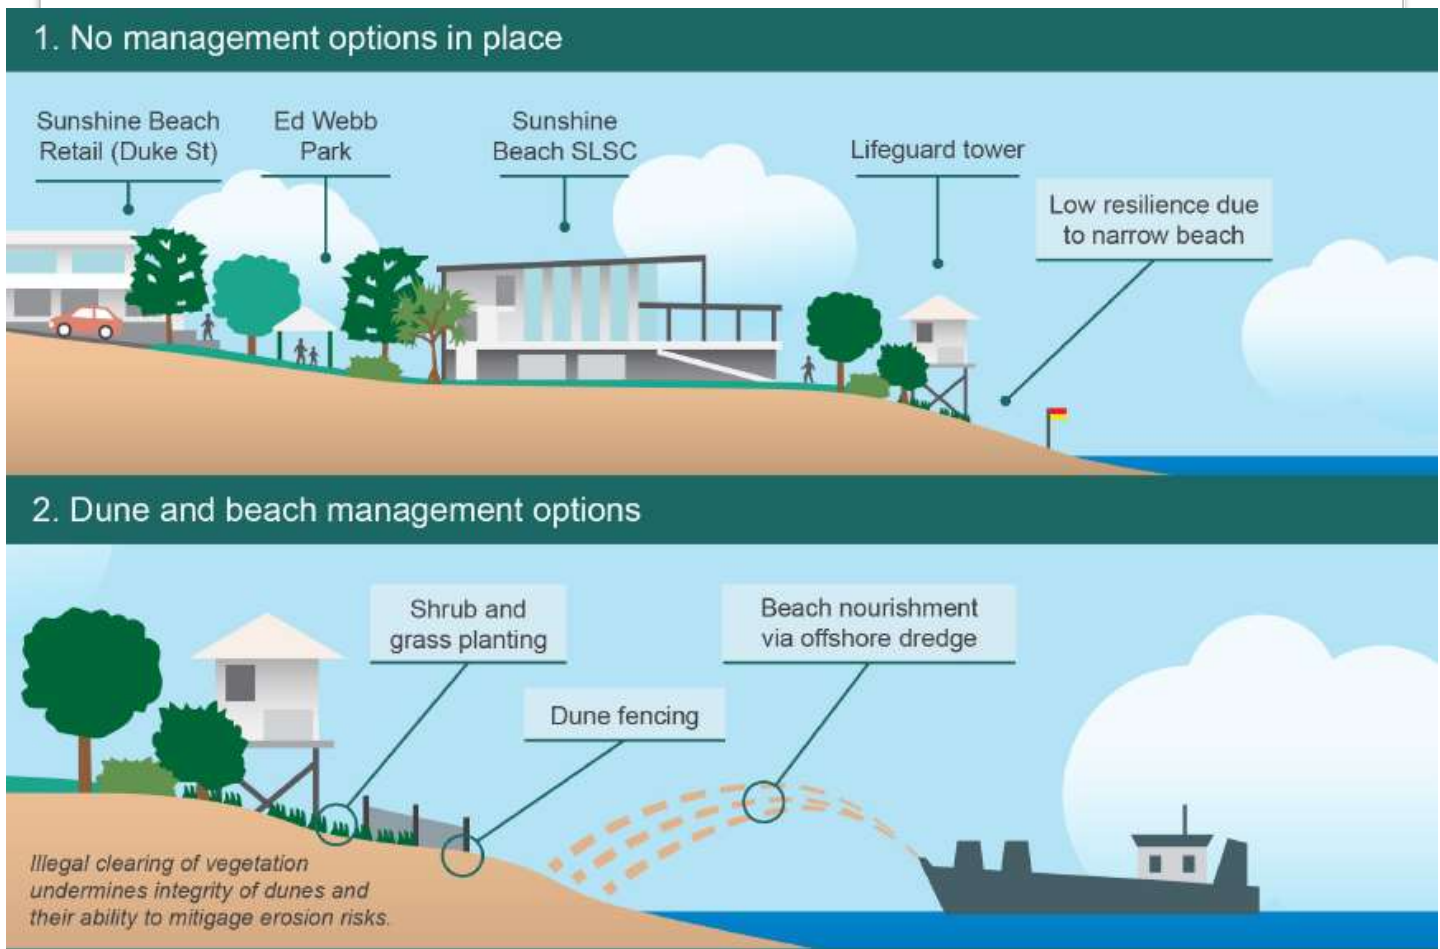 1. No management options in place
Sunshine Beach
Retail (Duke St)
Ed Webb
Park
Sunshine
Beach SLSC
Lifeguard tower
Low resilience due
to narrow beach
2. Dune and beach management options
Shrub and
grass planting
Beach nourishment
via offshore dredge
Dune fencing
Illegal clearing of vegetation
undermines integrity of dunes and
their ability to mitigage erosion risks.